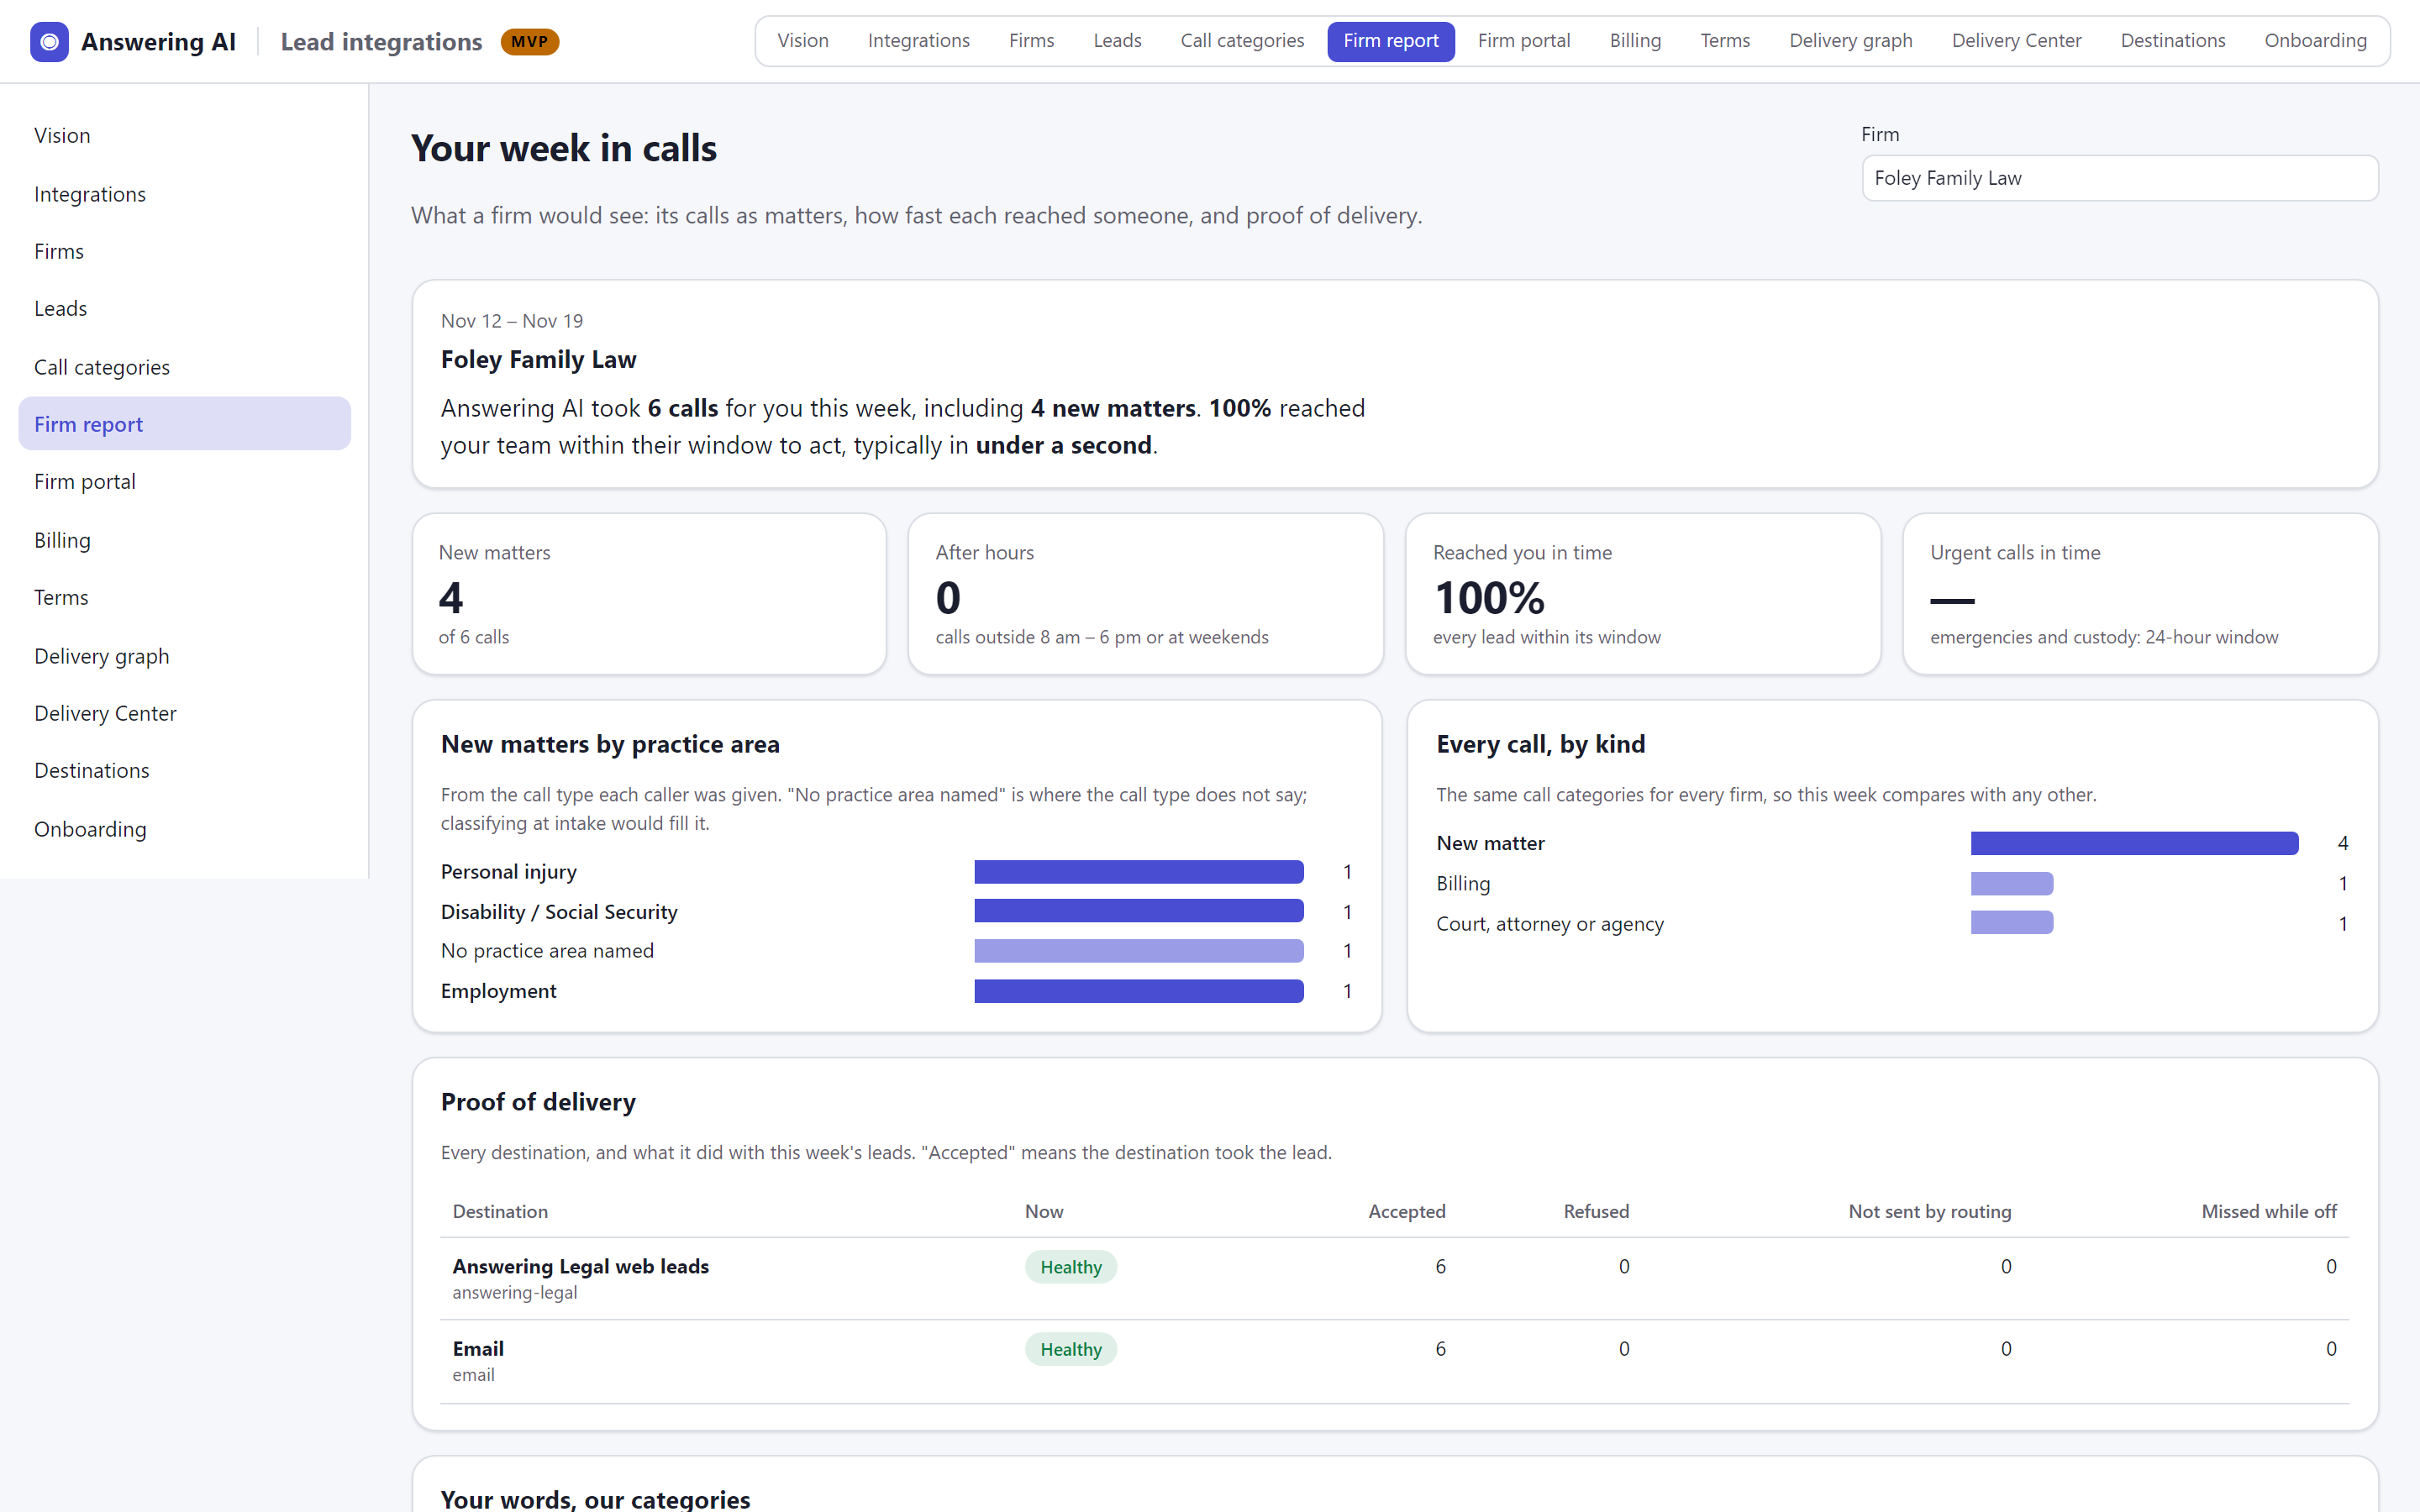 Answering AI
Lead integrations
MVP
Vision
Integrations
Firms
Leads
Call categories
Firm report
Firm portal
Billing
Terms
Delivery graph
Delivery Center
Destinations
Onboarding
Vision
Integrations
Firms
Leads
Call categories
Firm report
Firm portal
Billing
Terms
Delivery graph
Delivery Center
Destinations
Onboarding
Your week in calls
What a firm would see: its calls as matters, how fast each reached someone, and proof of delivery.
Firm
Foley Family Law
Nov 12 – Nov 19
Foley Family Law
Answering AI took 6 calls for you this week, including 4 new matters. 100% reached
your team within their window to act, typically in under a second.
New matters
4
of 6 calls
After hours
0
calls outside 8 am – 6 pm or at weekends
Reached you in time
100%
every lead within its window
Urgent calls in time
—
emergencies and custody: 24-hour window
New matters by practice area
From the call type each caller was given. "No practice area named" is where the call type does not say;
classifying at intake would fill it.
Personal injury 1
Disability / Social Security 1
No practice area named 1
Employment 1
Every call, by kind
The same call categories for every firm, so this week compares with any other.
New matter 4
Billing 1
Court, attorney or agency 1
Proof of delivery
Every destination, and what it did with this week's leads. "Accepted" means the destination took the lead.
Destination Now Accepted Refused Not sent by routing Missed while off
Answering Legal web leads Healthy 6 0 0 0
answering-legal
Email Healthy 6 0 0 0
email
Your words, our categories